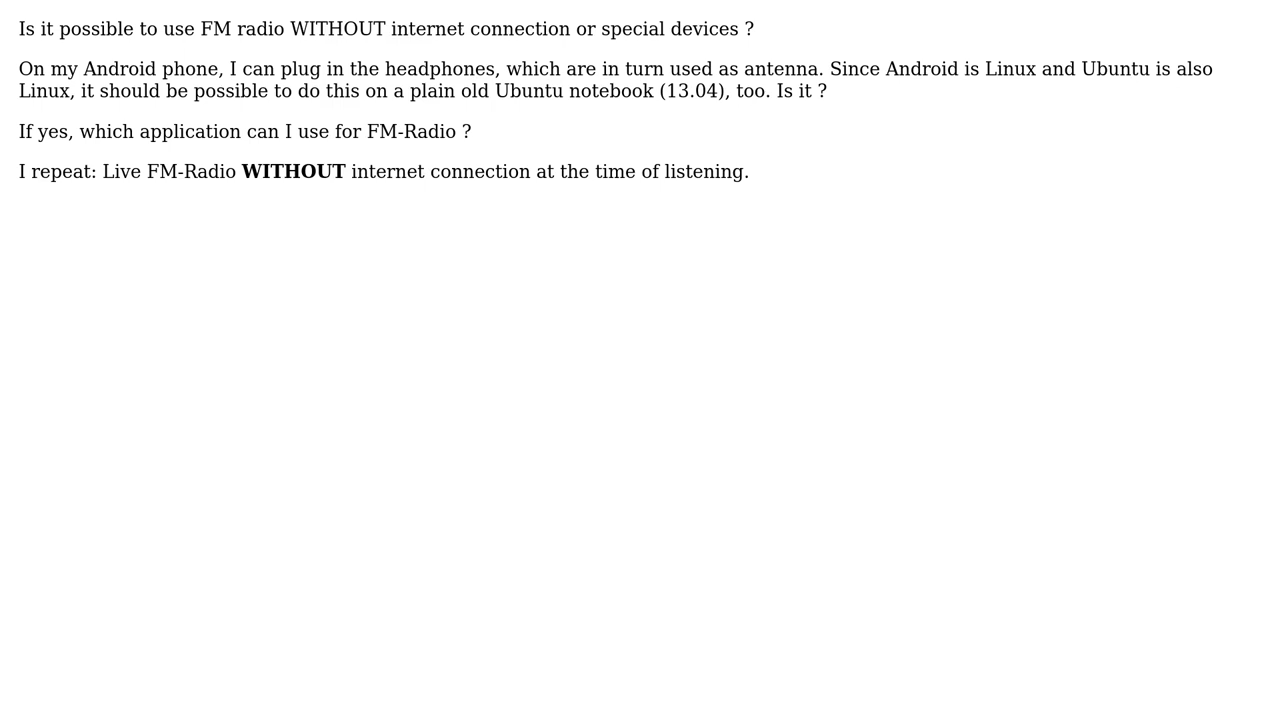 Is it possible to use FM radio WITHOUT internet connection or special devices ?
On my Android phone, I can plug in the headphones, which are in turn used as antenna. Since Android is Linux and Ubuntu is also
Linux, it should be possible to do this on a plain old Ubuntu notebook (13.04), too. Is it ?
If yes, which application can I use for FM-Radio ?
I repeat: Live FM-Radio WITHOUT internet connection at the time of listening.